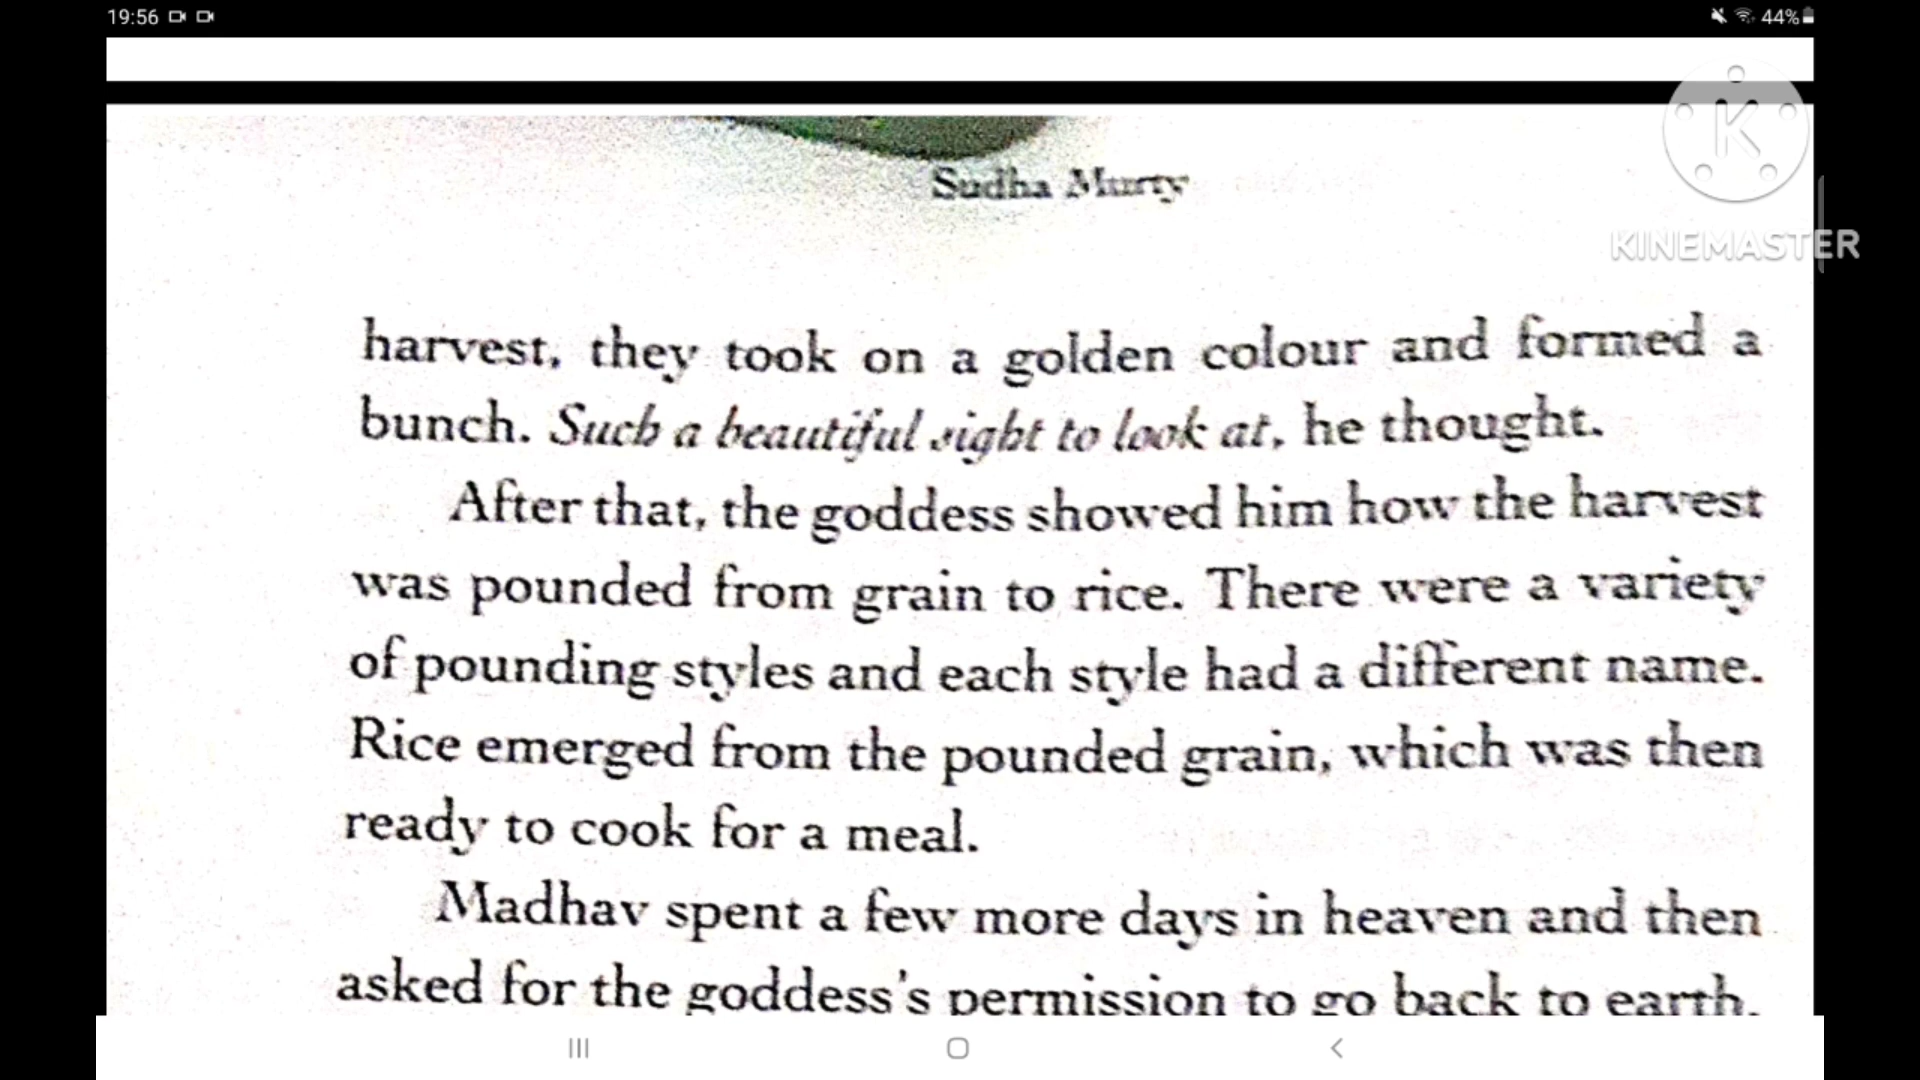 19:56
44%
KINEMASTER
Sudha Murty
harvest, they took on a golden colour and formed a
bunch. Such a beautiful sight to look at, he thought.
After that, the goddess showed him how the harvest
was pounded from grain to rice. There were a variety
of pounding styles and each style had a different name.
Rice emerged from the pounded grain, which was then
ready to cook for a meal.
Madhav spent a few more days in heaven and then
asked for the goddess's permission to go back to earth.